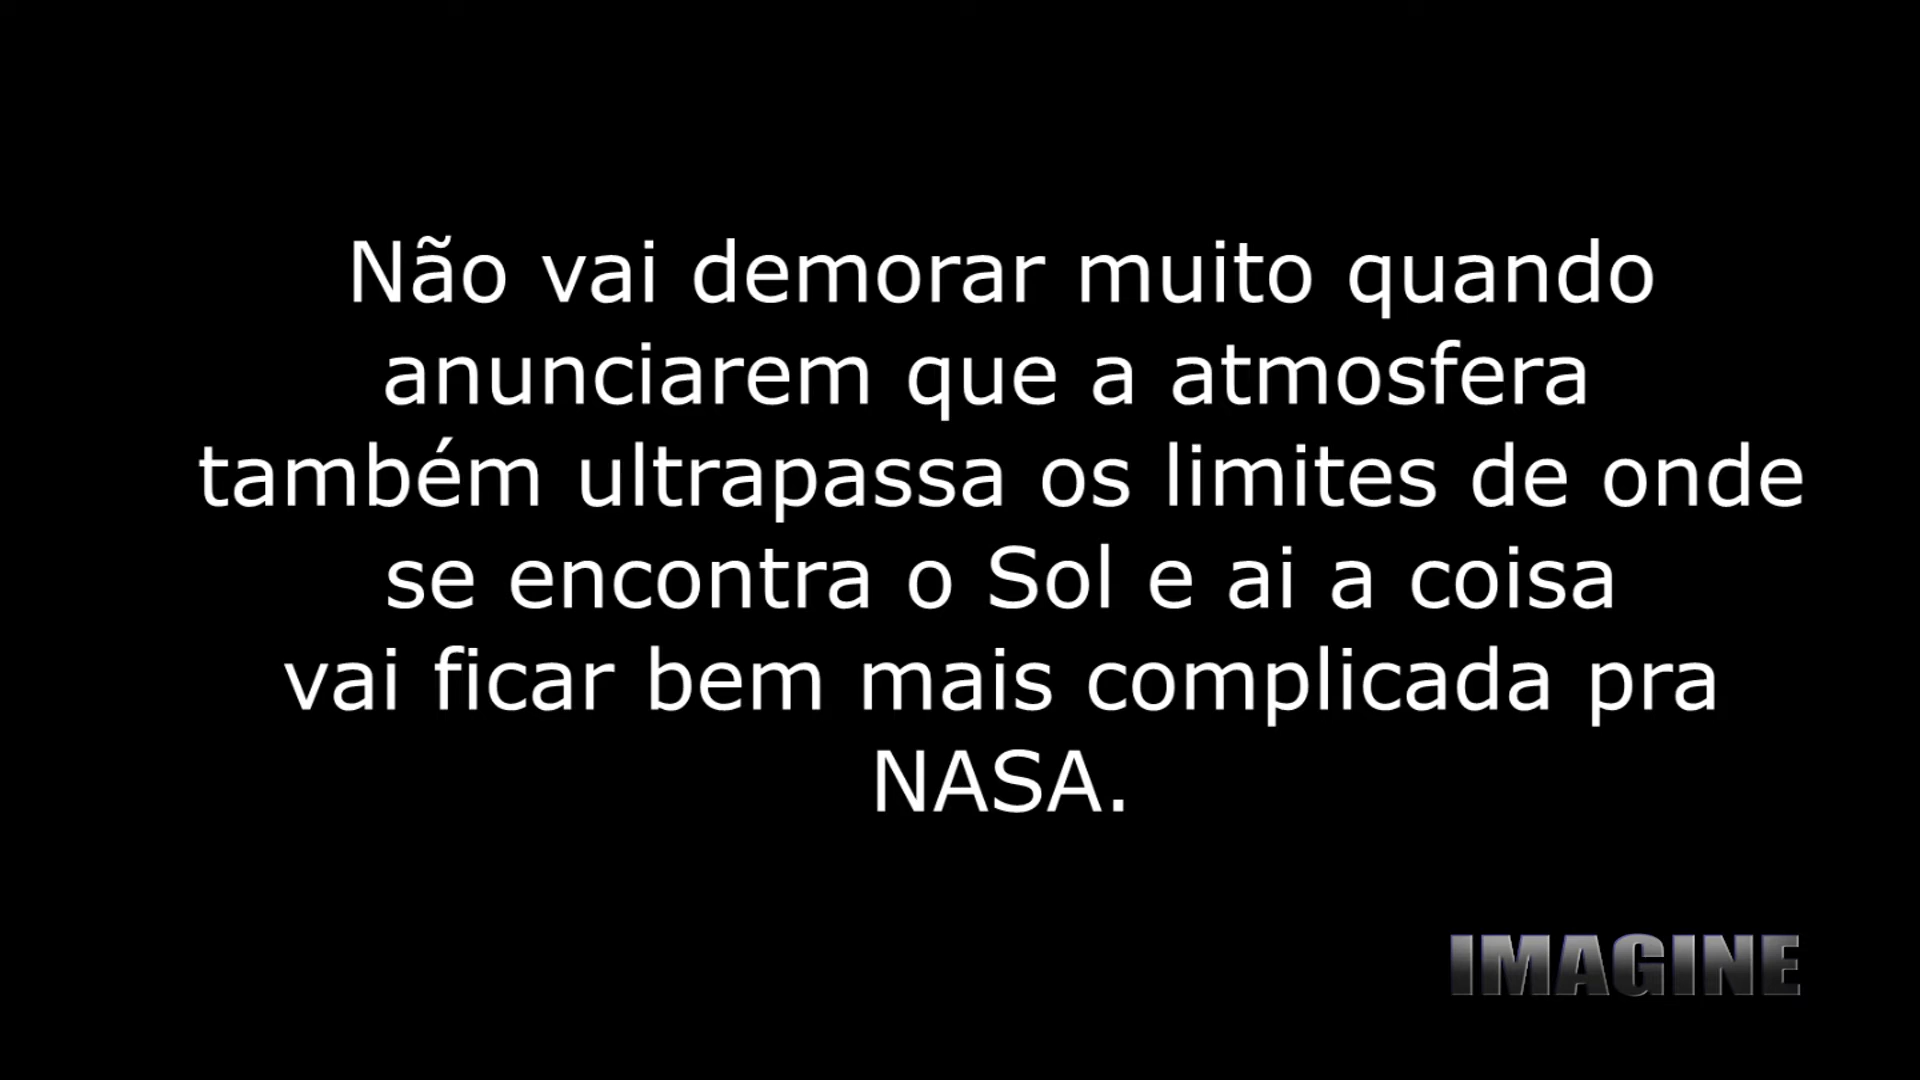 Não vai demorar muito quando
anunciarem que a atmosfera
também ultrapassa os limites de onde
se encontra o Sol e ai a coisa
vai ficar bem mais complicada pra
NASA.
IMAGINE